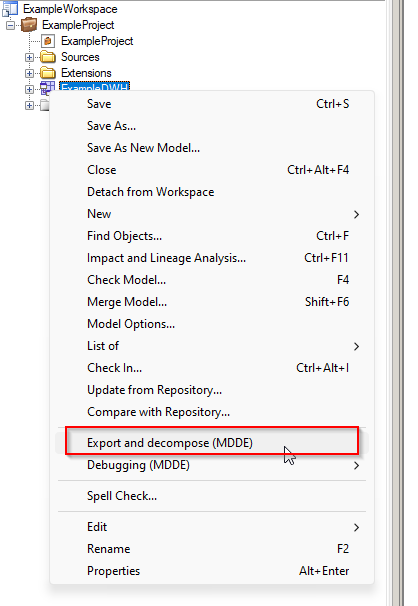 ExampleWorkspace
ExampleProject
ExampleProject
Sources
Extensions
ExampleDWH
Save Ctrl+S
Save As...
Save As New Model...
Close Ctrl+Alt+F4
Detach from Workspace
New
Find Objects... Ctrl+F
Impact and Lineage Analysis... Ctrl+F11
Check Model... F4
Merge Model... Shift+F6
Model Options...
List of
Check In... Ctrl+Alt+I
Update from Repository...
Compare with Repository...
Export and decompose (MDDE)
Debugging (MDDE)
Spell Check...
Edit
Rename F2
Properties Alt+Enter